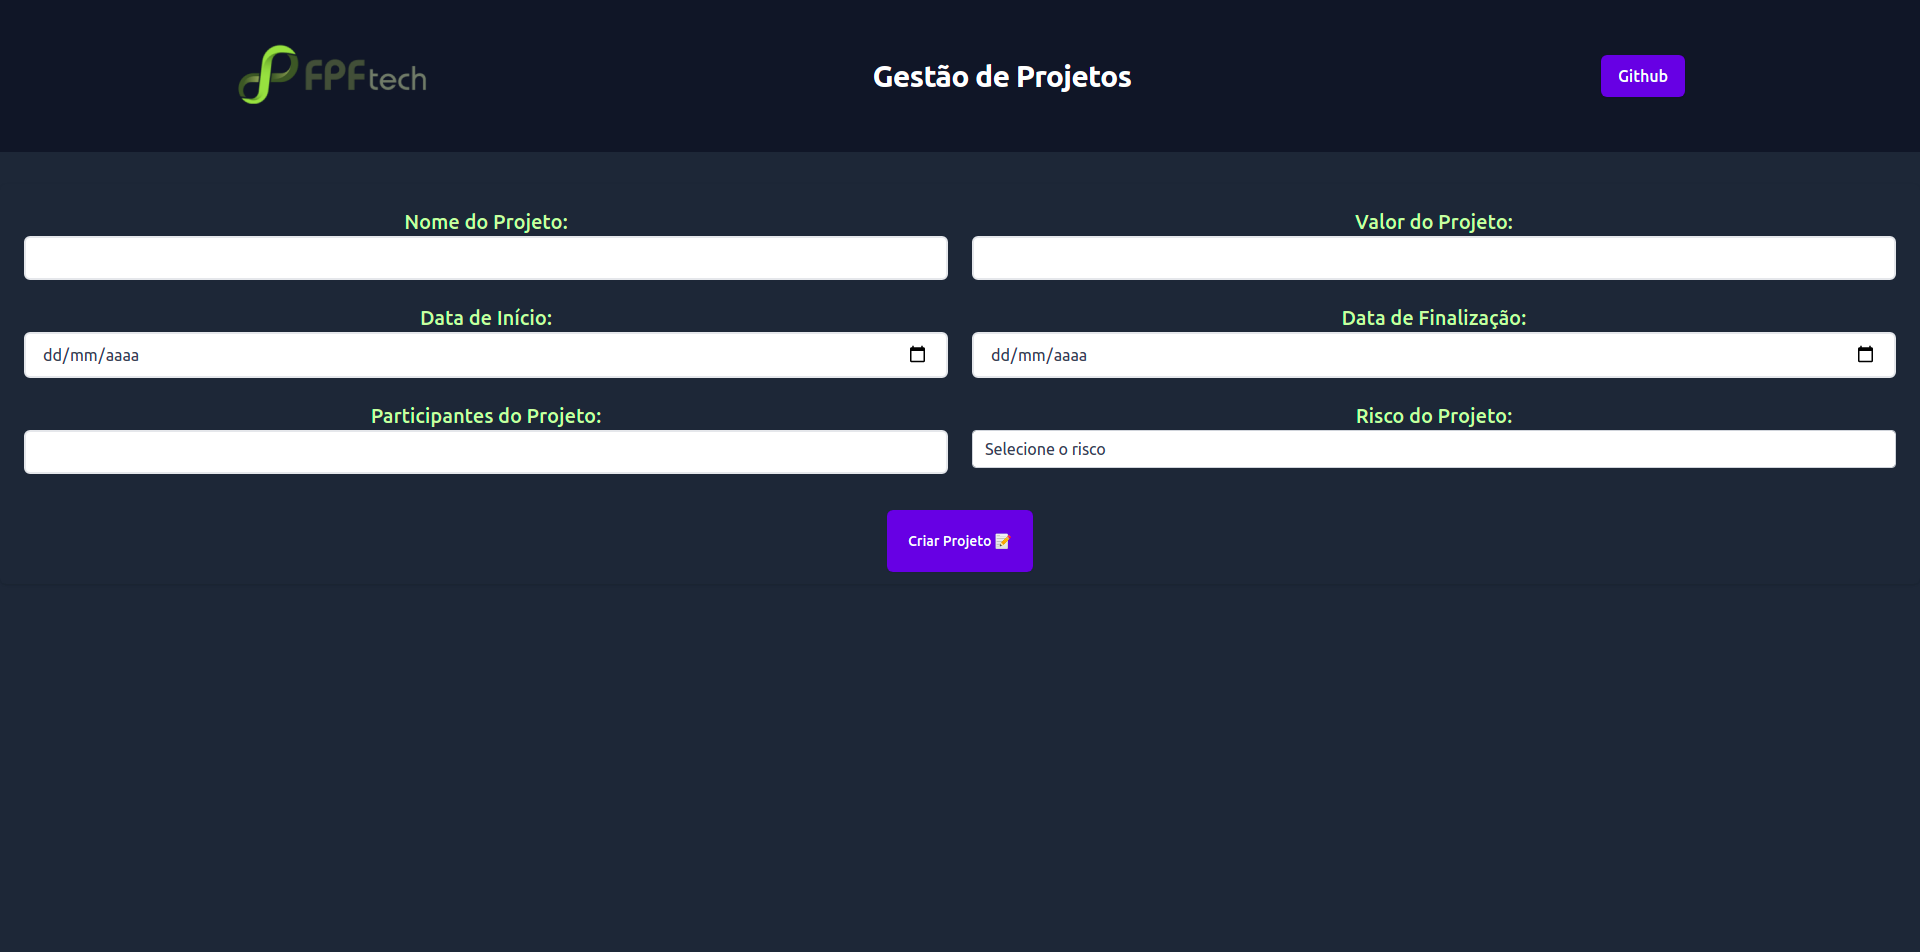 FPFtech
Gestão de Projetos
Github
Nome do Projeto:
Valor do Projeto:
Data de Início:
Data de Finalização:
dd/mm/aaaa
dd/mm/aaaa
Participantes do Projeto:
Risco do Projeto:
Selecione o risco
Criar Projeto 📝